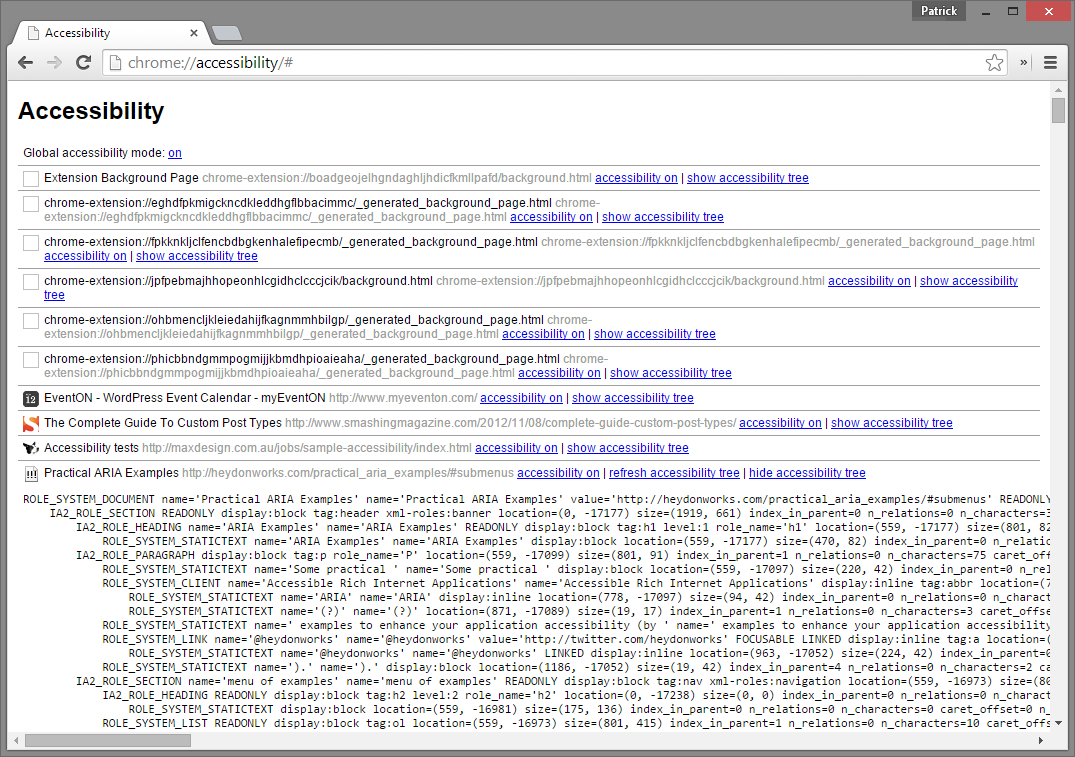 Patrick
Accessibility
chrome://accessibility/#
Accessibility
Global accessibility mode: on
Extension Background Page chrome-extension://boadgeojelhgndaghljhdicfkmllpafd/background.html accessibility on | show accessibility tree
chrome-extension://eghdfpkmigckncdkleddhgflbbacimmc/_generated_background_page.html chrome-
extension://eghdfpkmigckncdkleddhgflbbacimmc/_generated_background_page.html accessibility on | show accessibility tree
chrome-extension://fpkknkljclfencbdbgkenhalefipecmb/_generated_background_page.html chrome-extension://fpkknkljclfencbdbgkenhalefipecmb/_generated_background_page.html
accessibility on | show accessibility tree
chrome-extension://jpfpebmajhhopeonhlcgidhclcccjcik/background.html chrome-extension://jpfpebmajhhopeonhlcgidhclcccjcik/background.html accessibility on | show accessibility
tree
chrome-extension://ohbmencljkleiedahijfkagnmmhbilgp/_generated_background_page.html chrome-
extension://ohbmencljkleiedahijfkagnmmhbilgp/_generated_background_page.html accessibility on | show accessibility tree
chrome-extension://phicbbndgmmpogmijjkbmdhpioaieaha/_generated_background_page.html chrome-
extension://phicbbndgmmpogmijjkbmdhpioaieaha/_generated_background_page.html accessibility on | show accessibility tree
EventON - WordPress Event Calendar - myEventON http://www.myeventon.com/ accessibility on | show accessibility tree
The Complete Guide To Custom Post Types http://www.smashingmagazine.com/2012/11/08/complete-guide-custom-post-types/ accessibility on | show accessibility tree
Accessibility tests http://maxdesign.com.au/jobs/sample-accessibility/index.html accessibility on | show accessibility tree
Practical ARIA Examples http://heydonworks.com/practical_aria_examples/#submenus accessibility on | refresh accessibility tree | hide accessibility tree
ROLE_SYSTEM_DOCUMENT name='Practical ARIA Examples' name='Practical ARIA Examples' value='http://heydonworks.com/practical_aria_examples/#submenus' READONLY
IA2_ROLE_SECTION READONLY display:block tag:header xml-roles:banner location=(0, -17177) size=(1919, 661) index_in_parent=0 n_relations=0 n_characters=3
IA2_ROLE_HEADING name='ARIA Examples' name='ARIA Examples' READONLY display:block tag:h1 level:1 role_name='h1' location=(559, -17177) size=(801, 82
ROLE_SYSTEM_STATICTEXT name='ARIA Examples' name='ARIA Examples' display:block location=(559, -17177) size=(470, 82) index_in_parent=0 n_relatio
IA2_ROLE_PARAGRAPH display:block tag:p role_name='P' location=(559, -17099) size=(801, 91) index_in_parent=1 n_relations=0 n_characters=75 caret_off
ROLE_SYSTEM_STATICTEXT name='Some practical ' name='Some practical ' display:block location=(559, -17097) size=(220, 42) index_in_parent=0 n_rel
ROLE_SYSTEM_CLIENT name='Accessible Rich Internet Applications' name='Accessible Rich Internet Applications' display:inline tag:abbr location=(7
ROLE_SYSTEM_STATICTEXT name='ARIA' name='ARIA' display:inline location=(778, -17097) size=(94, 42) index_in_parent=0 n_relations=0 n_character
ROLE_SYSTEM_STATICTEXT name='(?)' name='(?)' location=(871, -17089) size=(19, 17) index_in_parent=1 n_relations=0 n_characters=3 caret_offse
ROLE_SYSTEM_STATICTEXT name=' examples to enhance your application accessibility (by ' name=' examples to enhance your application accessibility
ROLE_SYSTEM_LINK name='@heydonworks' name='@heydonworks' value='http://twitter.com/heydonworks' FOCUSABLE LINKED display:inline tag:a location=(
ROLE_SYSTEM_STATICTEXT name='@heydonworks' name='@heydonworks' LINKED display:inline location=(963, -17052) size=(224, 42) index_in_parent=0
ROLE_SYSTEM_STATICTEXT name=').' name=').' display:block location=(1186, -17052) size=(19, 42) index_in_parent=4 n_relations=0 n_characters=2 ca
IA2_ROLE_SECTION name='menu of examples' name='menu of examples' READONLY display:block tag:nav xml-roles:navigation location=(559, -16973) size=(80
IA2_ROLE_HEADING READONLY display:block tag:h2 level:2 role_name='h2' location=(0, -17238) size=(0, 0) index_in_parent=0 n_relations=0 n_characters=
ROLE_SYSTEM_STATICTEXT display:block location=(559, -16981) size=(175, 136) index_in_parent=0 n_relations=0 n_characters=0 caret_offset=0 n_
ROLE_SYSTEM_LIST READONLY display:block tag:ol location=(559, -16973) size=(801, 415) index_in_parent=1 n_relations=0 n_characters=10 caret_offs